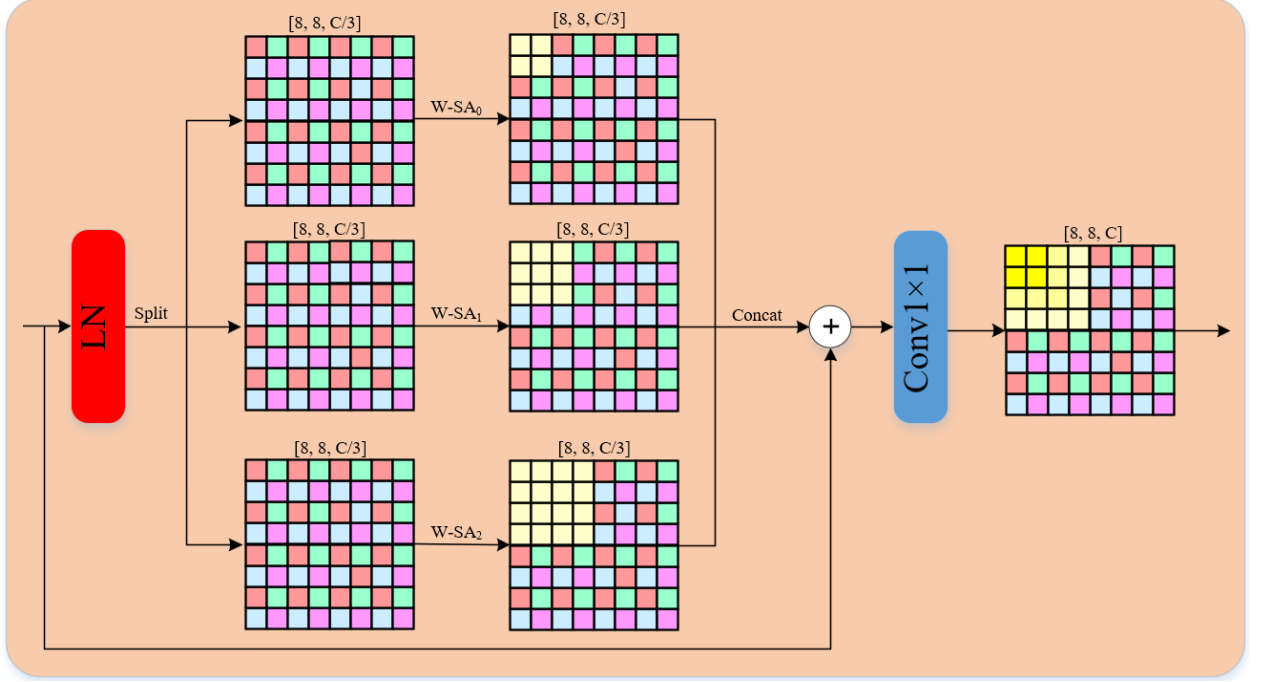 [8, 8, C/3]
[8, 8, C/3]
W-SA₀
[8, 8, C/3]
[8, 8, C/3]
[8, 8, C]
LN
Split
W-SA₁
Concat
+
Conv1×1
[8, 8, C/3]
[8, 8, C/3]
W-SA₂